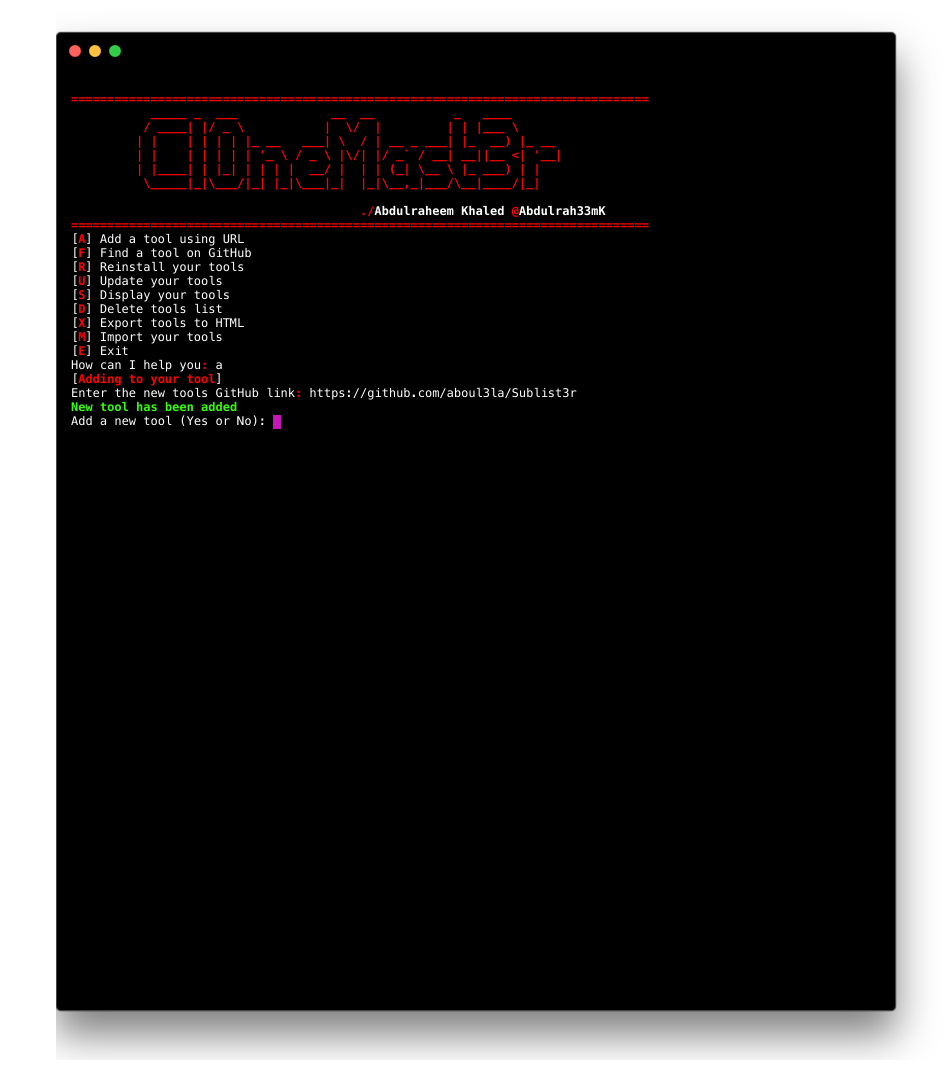 ================================================================================
Cl0neMast3r
./Abdulraheem Khaled @Abdulrah33mK
================================================================================
[A] Add a tool using URL
[F] Find a tool on GitHub
[R] Reinstall your tools
[U] Update your tools
[S] Display your tools
[D] Delete tools list
[X] Export tools to HTML
[M] Import your tools
[E] Exit
How can I help you: a
[Adding to your tool]
Enter the new tools GitHub link: https://github.com/aboul3la/Sublist3r
New tool has been added
Add a new tool (Yes or No):